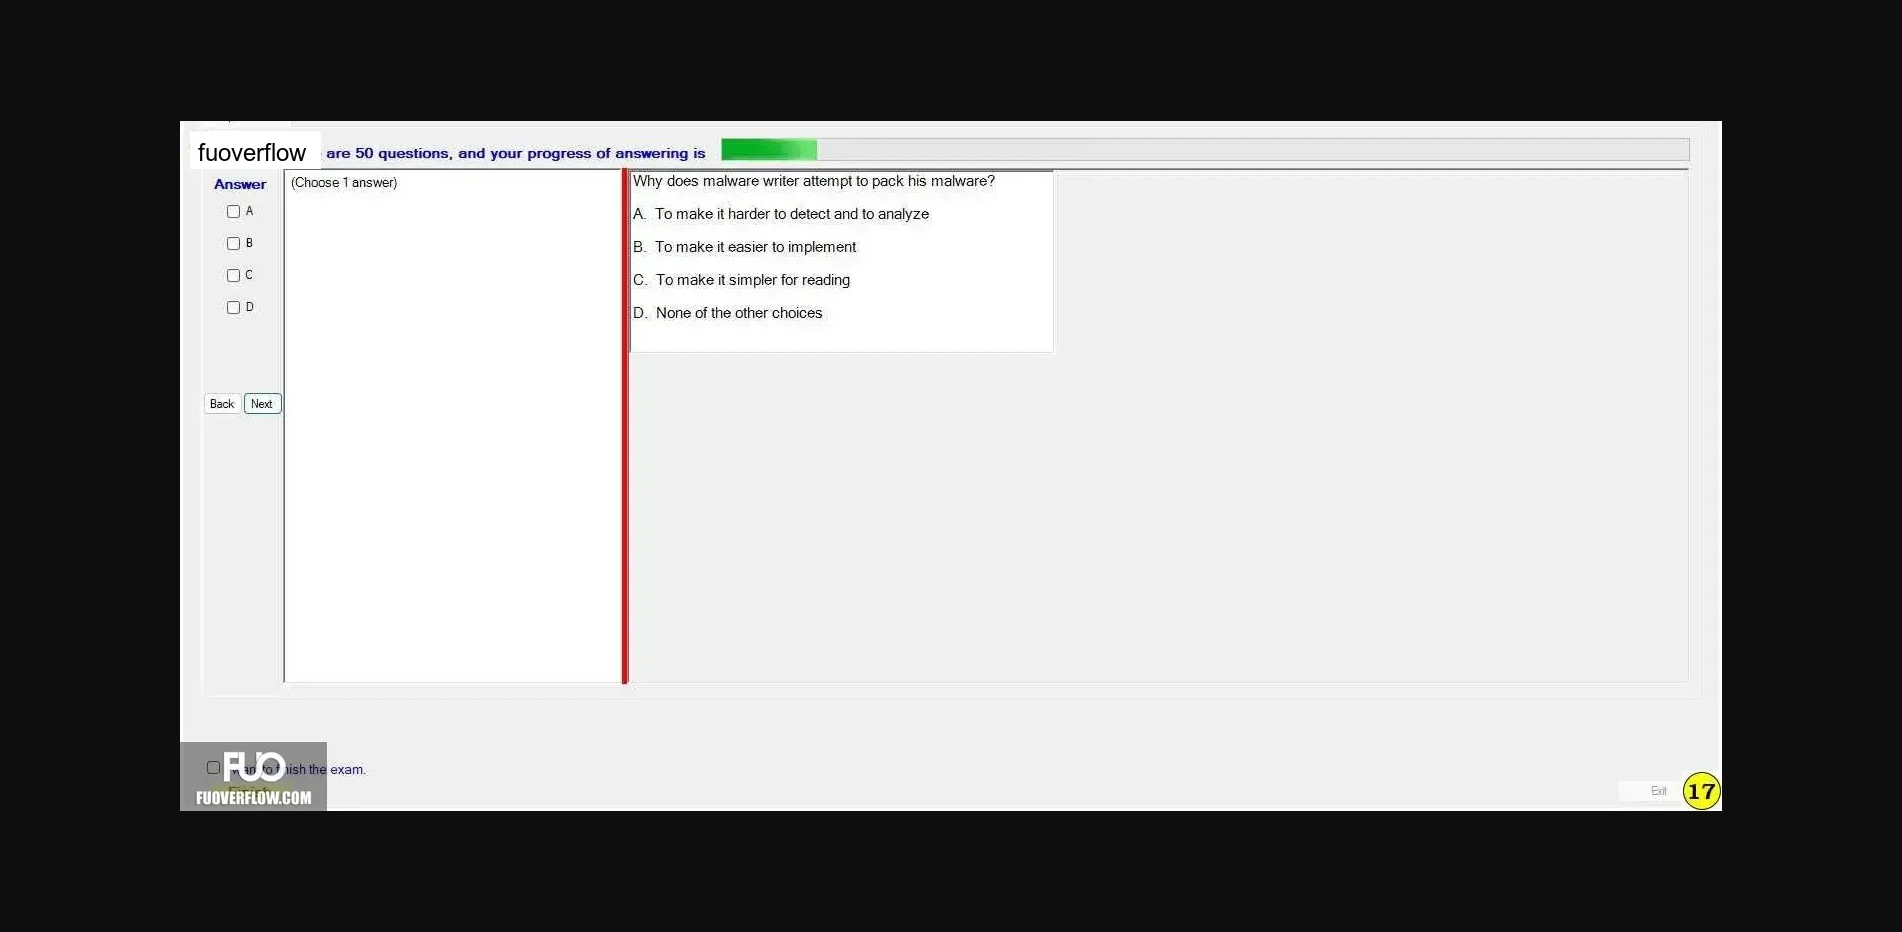 fuoverflow are 50 questions, and your progress of answering is
Answer
A
B
C
D
Back Next
(Choose 1 answer)
Why does malware writer attempt to pack his malware?
A. To make it harder to detect and to analyze
B. To make it easier to implement
C. To make it simpler for reading
D. None of the other choices
want to finish the exam.
FUO
FUOVERFLOW.COM
Exit
17